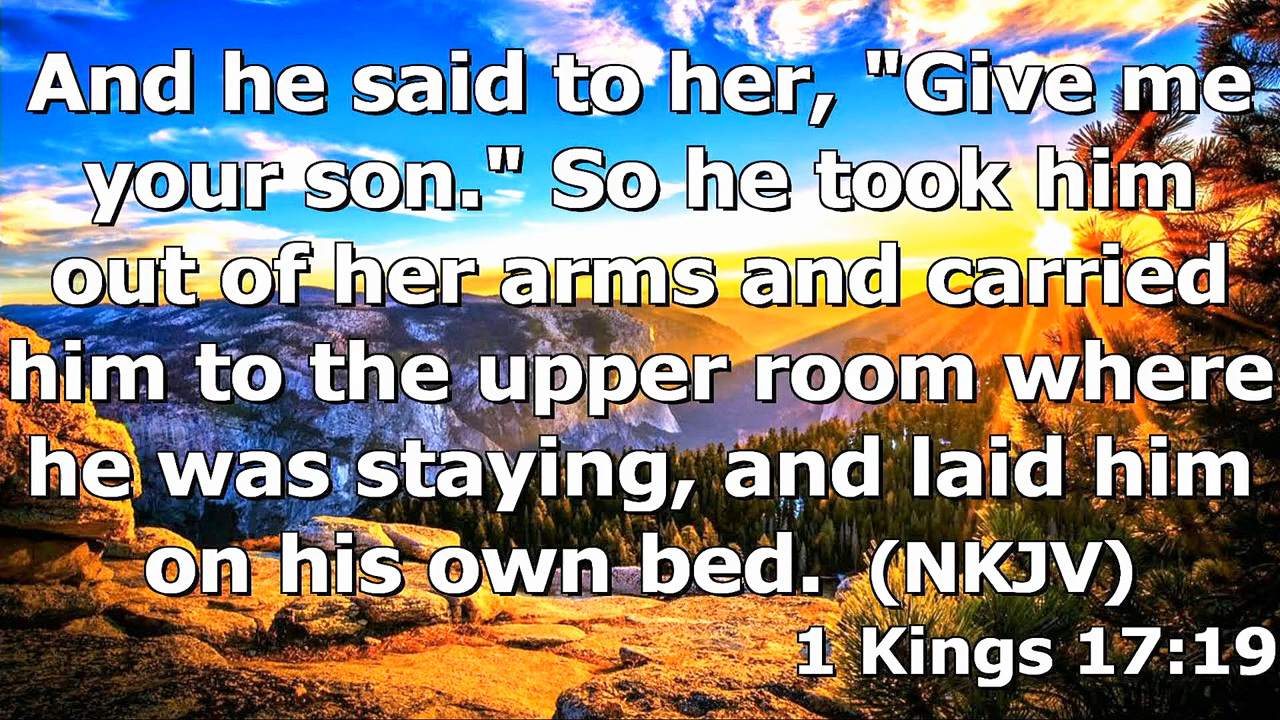 And he said to her, "Give me
your son." So he took him
out of her arms and carried
him to the upper room where
he was staying, and laid him
on his own bed. (NKJV)
1 Kings 17:19